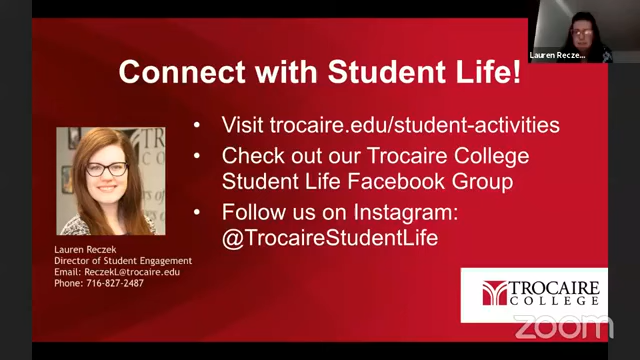 Lauren Recze...
Connect with Student Life!
• Visit trocaire.edu/student-activities
• Check out our Trocaire College
Student Life Facebook Group
• Follow us on Instagram:
@TrocaireStudentLife
Lauren Reczek
Director of Student Engagement
Email: ReczekL@trocaire.edu
Phone: 716-827-2487
TROCAIRE
COLLEGE
zoom